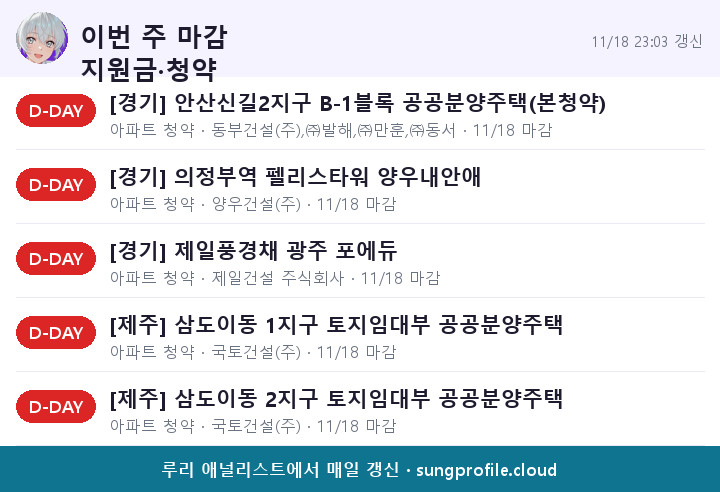 이번 주 마감
지원금·청약
11/18 23:03 갱신
D-DAY
[경기] 안산신길2지구 B-1블록 공공분양주택(본청약)
아파트 청약 · 동부건설(주),㈜발해,㈜만훈,㈜동서 · 11/18 마감
D-DAY
[경기] 의정부역 펠리스타워 양우내안애
아파트 청약 · 양우건설(주) · 11/18 마감
D-DAY
[경기] 제일풍경채 광주 포에듀
아파트 청약 · 제일건설 주식회사 · 11/18 마감
D-DAY
[제주] 삼도이동 1지구 토지임대부 공공분양주택
아파트 청약 · 국토건설(주) · 11/18 마감
D-DAY
[제주] 삼도이동 2지구 토지임대부 공공분양주택
아파트 청약 · 국토건설(주) · 11/18 마감
루리 애널리스트에서 매일 갱신 · sungprofile.cloud